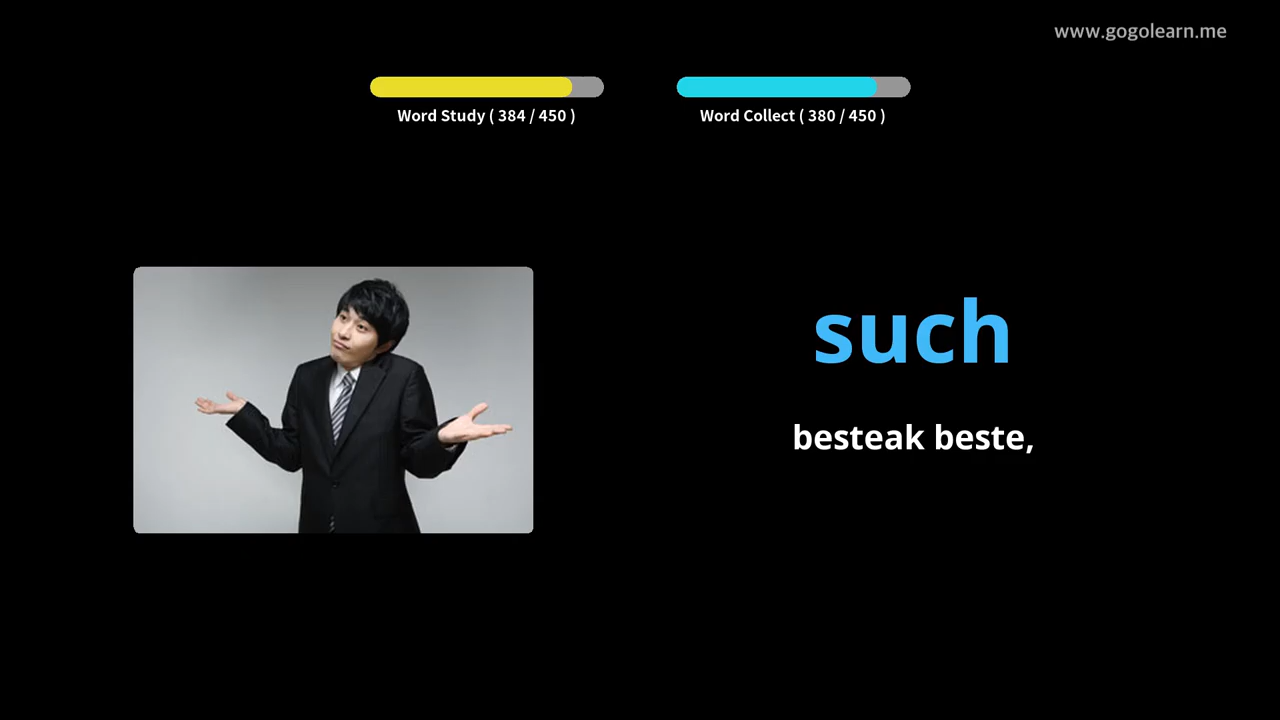 www.gogolearn.me
Word Study ( 384 / 450 )
Word Collect ( 380 / 450 )
such
besteak beste,